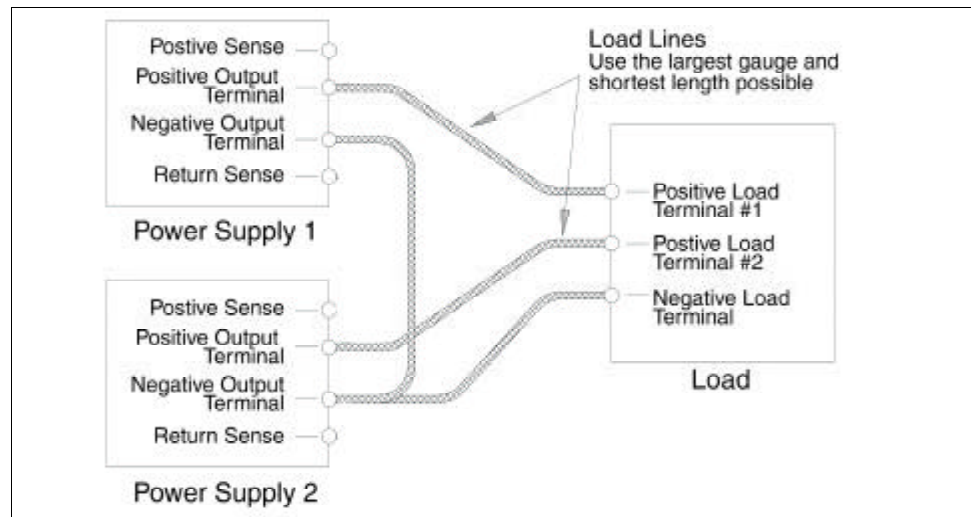 Postive Sense
Positive Output
Terminal
Negative Output
Terminal
Return Sense
Power Supply 1
Load Lines
Use the largest gauge and
shortest length possible
Positive Load
Terminal #1
Postive Load
Terminal #2
Negative Load
Terminal
Load
Postive Sense
Positive Output
Terminal
Negative Output
Terminal
Return Sense
Power Supply 2